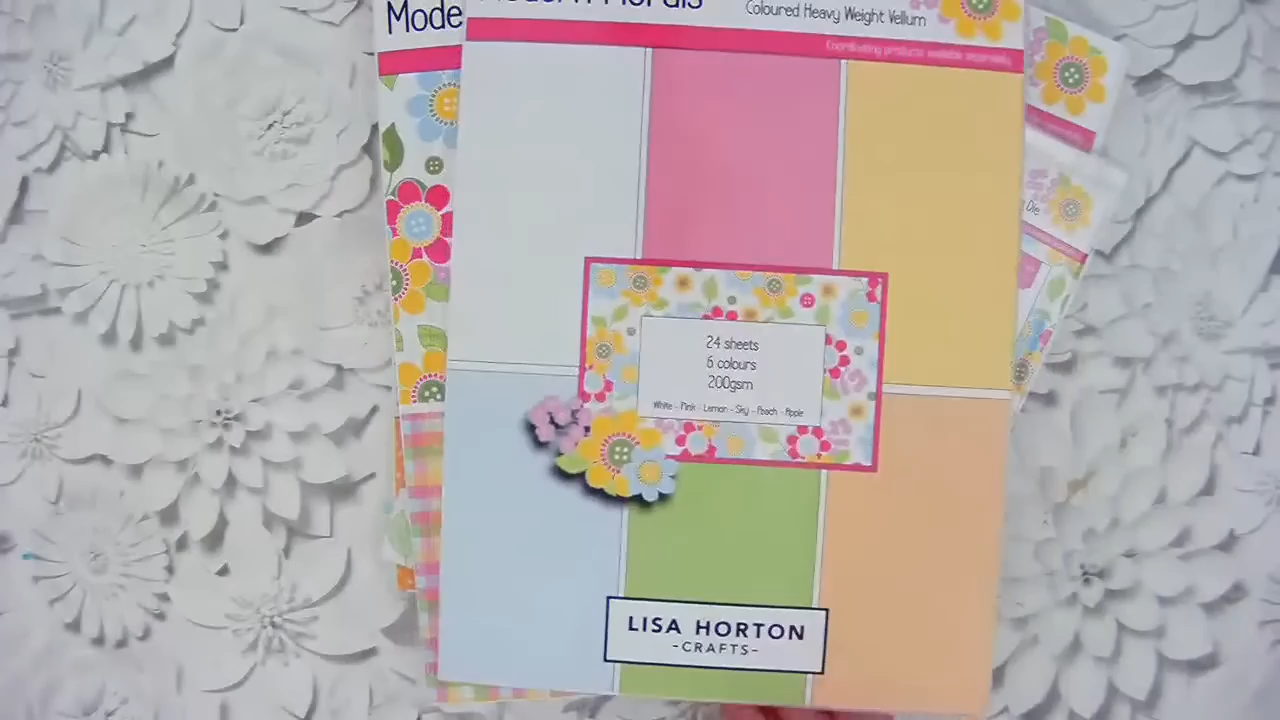 Mode
Coloured Heavy Weight Vellum
Coordinating products available separately
Die
24 sheets
6 colours
200gsm
White - Pink - Lemon - Sky - Peach - Apple
LISA HORTON
-CRAFTS-